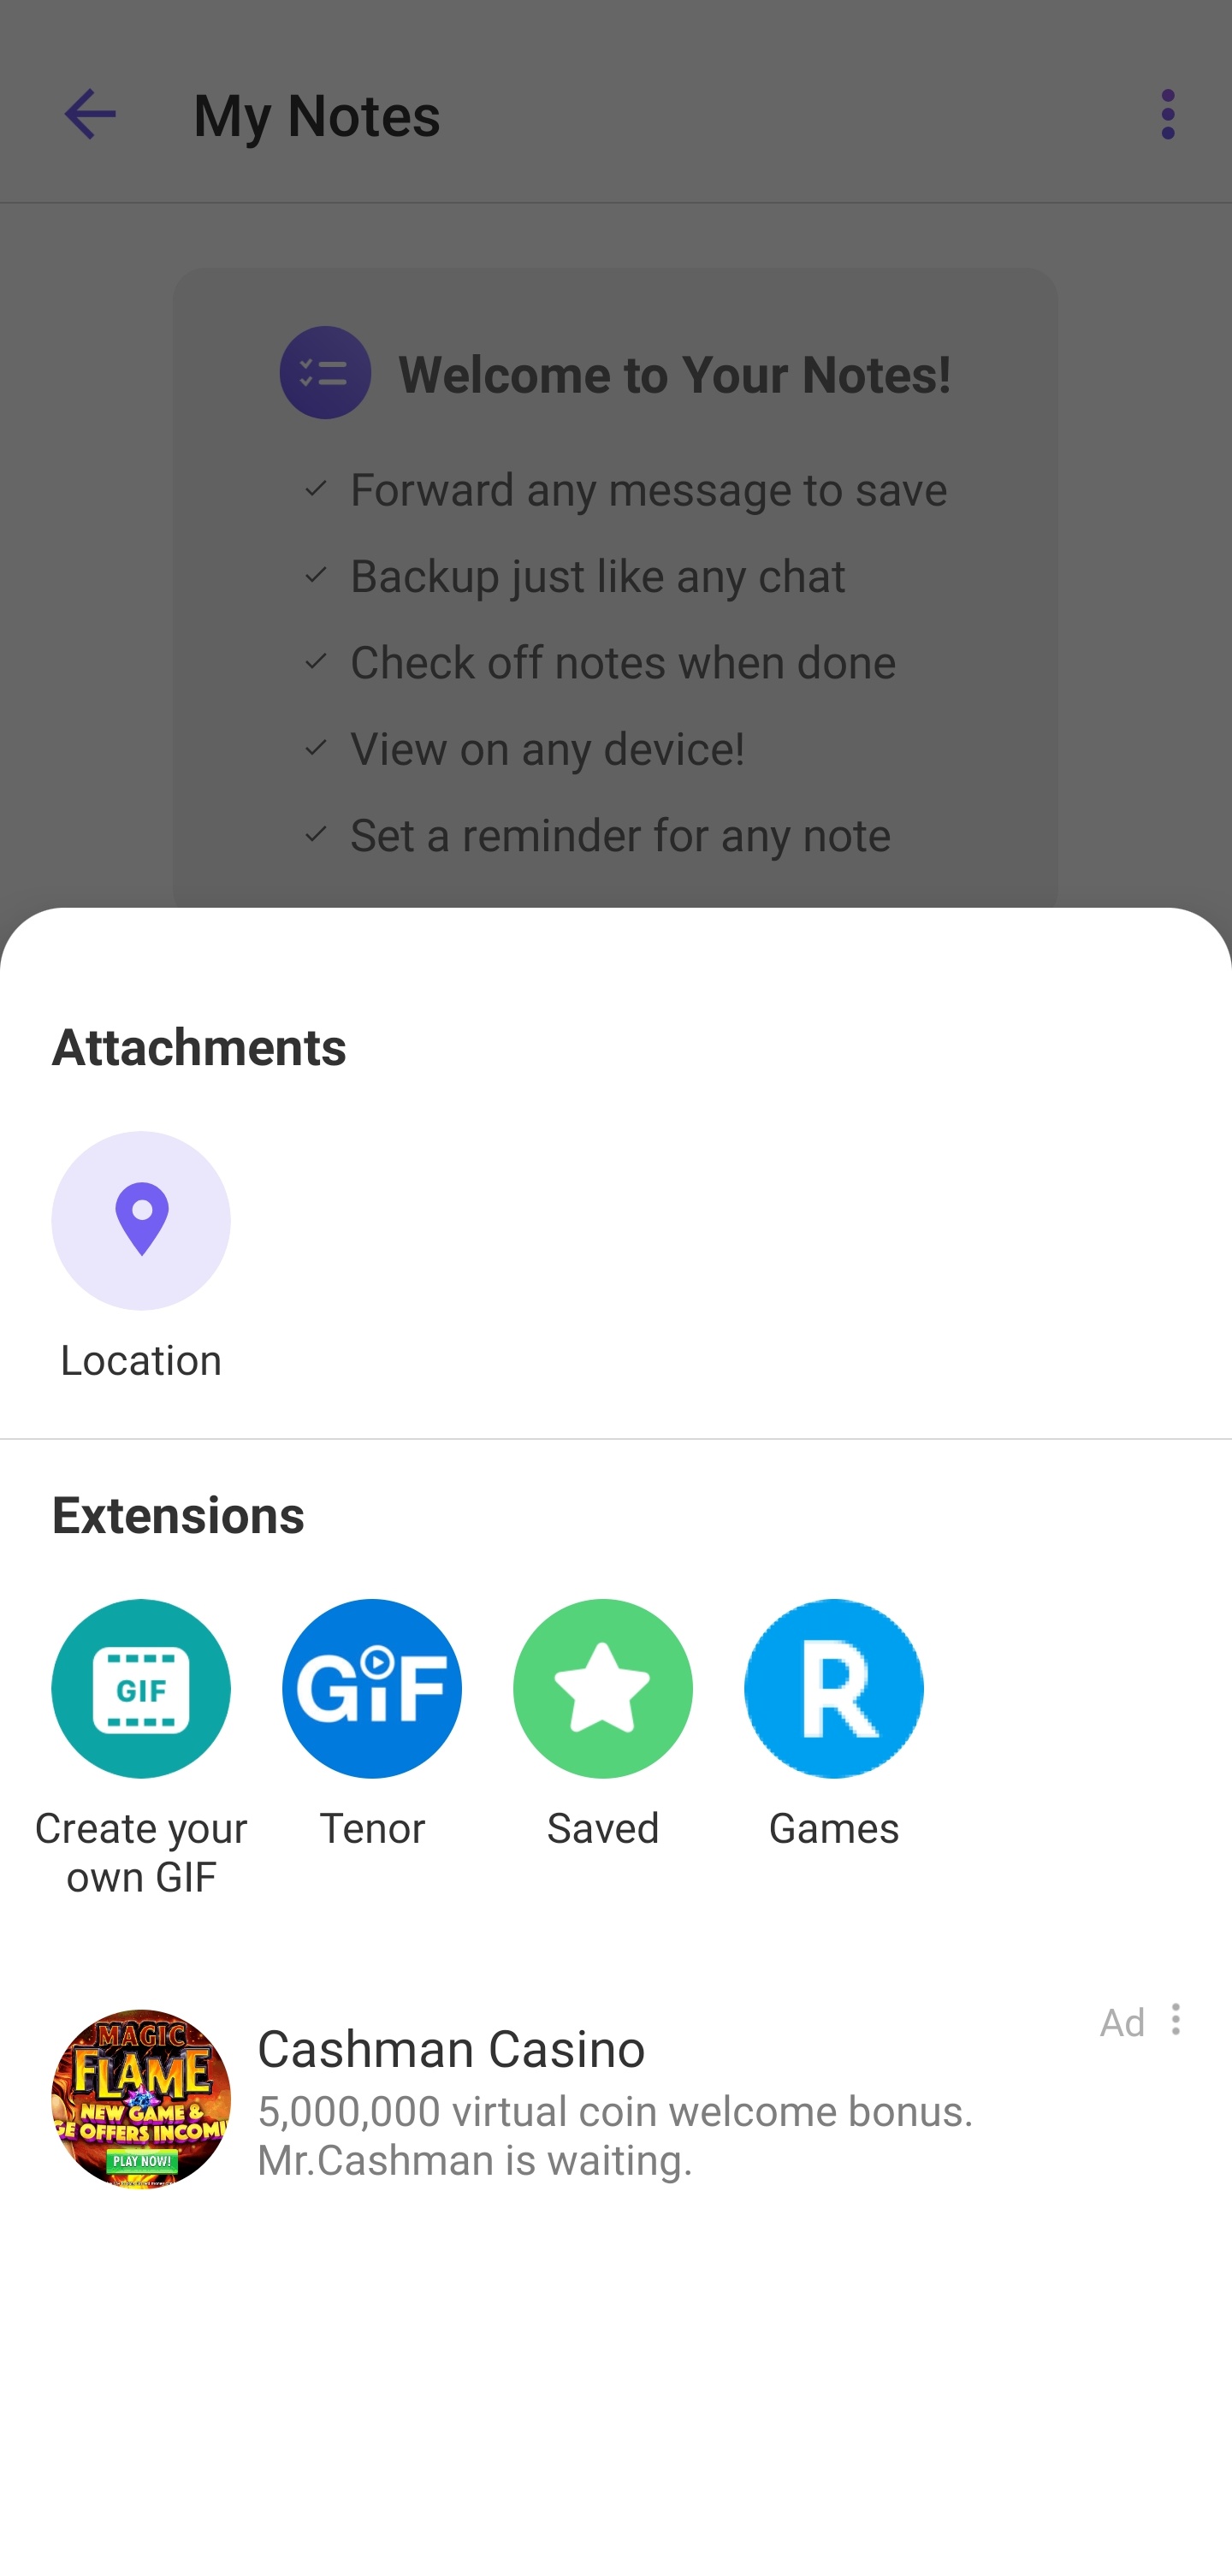 My Notes
Welcome to Your Notes!
Forward any message to save
Backup just like any chat
Check off notes when done
View on any device!
Set a reminder for any note
Attachments
Location
Extensions
GIF
GIF
R
Create your
own GIF
Tenor
Saved
Games
MAGIC
FLAME
NEW GAME &
OFFERS
PLAY NOW!
Cashman Casino
Ad
5,000,000 virtual coin welcome bonus.
Mr.Cashman is waiting.